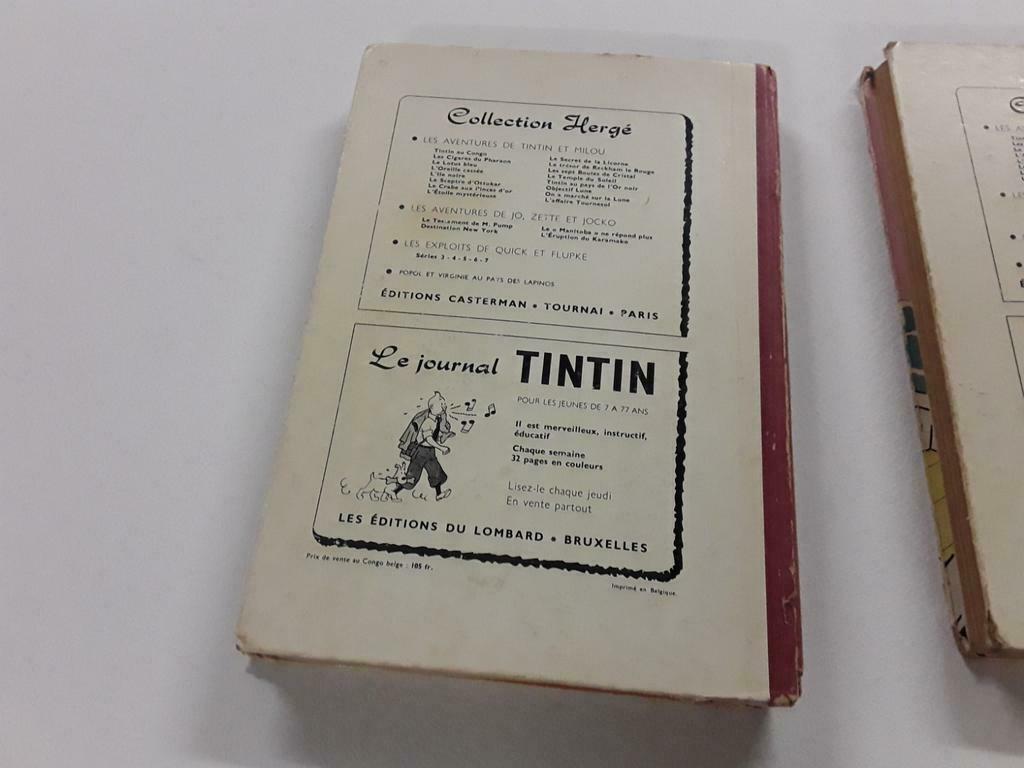 Collection Hergé
• LES AVENTURES DE TINTIN ET MILOU
Tintin au Congo
Les Cigares du Pharaon
Le Lotus bleu
L'Oreille cassée
L'Ile noire
Le Sceptre d'Ottokar
Le Crabe aux Pinces d'or
L'Étoile mystérieuse
Le Secret de la Licorne
Le trésor de Rackham le Rouge
Les sept Boules de Cristal
Le Temple du Soleil
Tintin au pays de l'Or noir
Objectif Lune
On a marché sur la Lune
L'affaire Tournesol
• LES AVENTURES DE JO, ZETTE ET JOCKO
Le Testament de M. Pump
Destination New York
Le « Manitoba » ne répond plus
L'Éruption du Karamako
• LES EXPLOITS DE QUICK ET FLUPKE
Séries 3 - 4 - 5 - 6 - 7
• POPOL ET VIRGINIE AU PAYS DES LAPINOS
ÉDITIONS CASTERMAN • TOURNAI • PARIS
Le journal TINTIN
POUR LES JEUNES DE 7 A 77 ANS
Il est merveilleux, instructif,
éducatif
Chaque semaine
32 pages en couleurs
Lisez-le chaque jeudi
En vente partout
LES ÉDITIONS DU LOMBARD • BRUXELLES
Prix de vente au Congo belge : 105 fr.
Imprimé en Belgique.